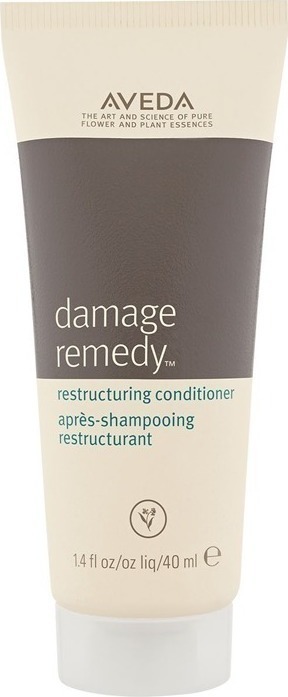 AVEDA
THE ART AND SCIENCE OF PURE
FLOWER AND PLANT ESSENCES
damage
remedy™
restructuring conditioner
après-shampooing
restructurant
1.4 fl oz/oz liq/40 ml ℮